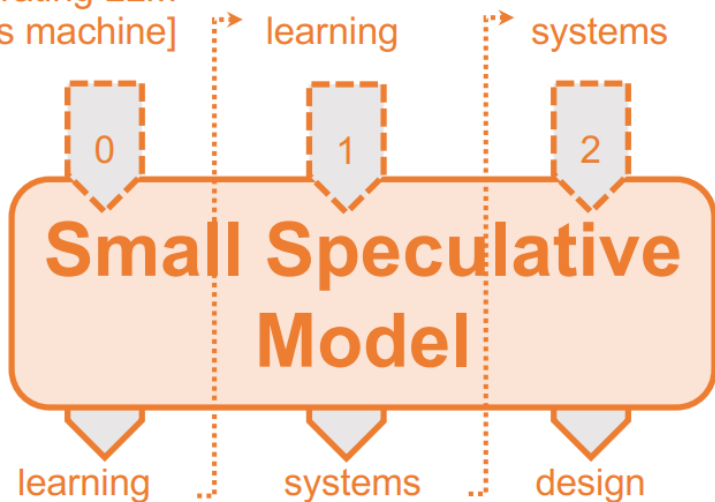 s machine]
learning
systems
0
1
2
Small Speculative
Model
learning
systems
design